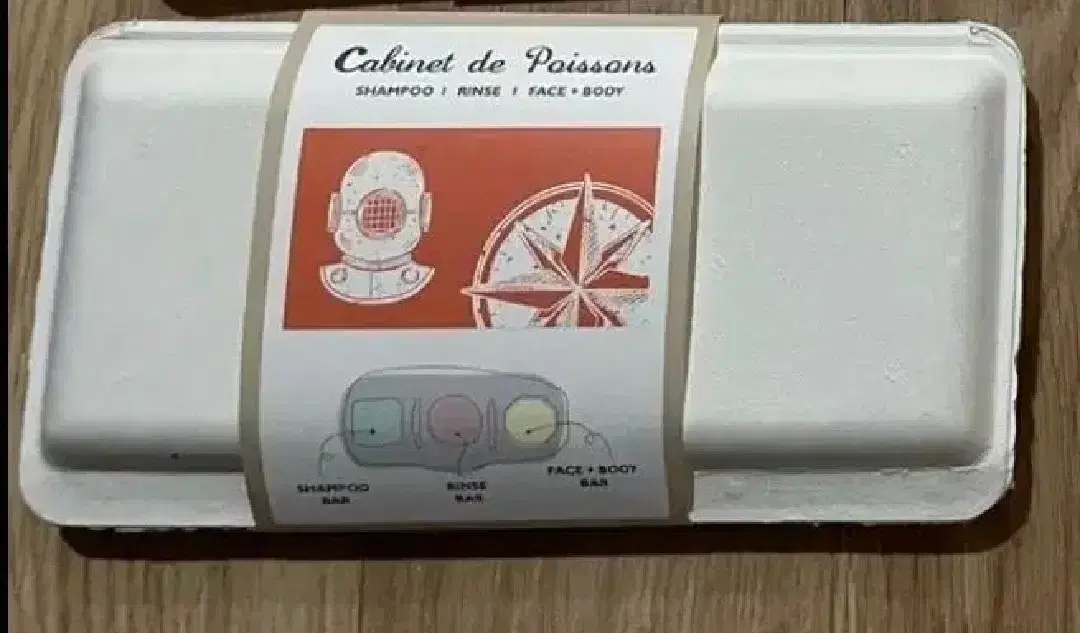 Cabinet de Poissons
SHAMPOO | RINSE | FACE + BODY
SHAMPOO
BAR
RINSE
BAR
FACE + BODY
BAR